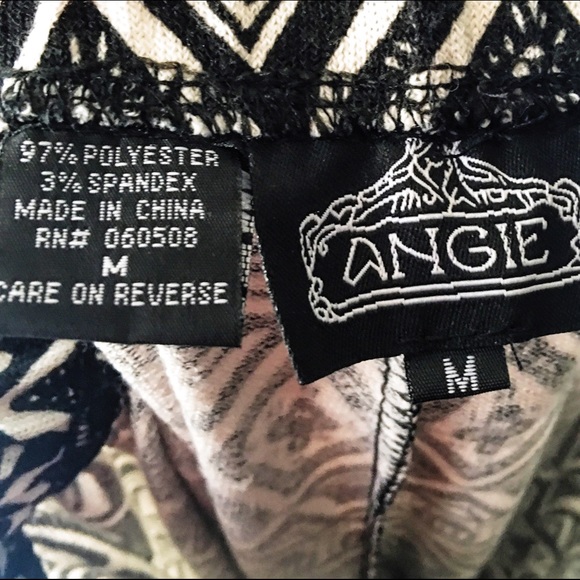 97% POLYESTER
3% SPANDEX
MADE IN CHINA
RN# 060508
M
CARE ON REVERSE
ANGIE
M